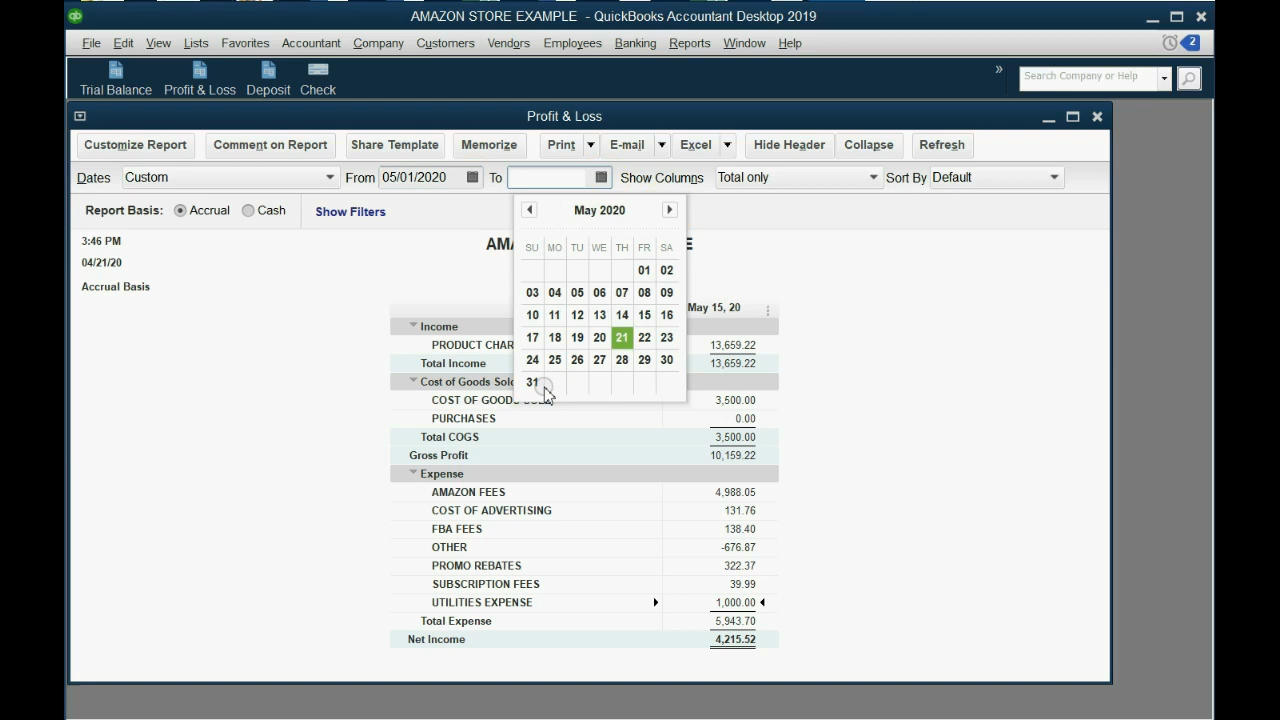 AMAZON STORE EXAMPLE - QuickBooks Accountant Desktop 2019
File Edit View Lists Favorites Accountant Company Customers Vendors Employees Banking Reports Window Help 2
Trial Balance Profit & Loss Deposit Check » Search Company or Help
Profit & Loss
Customize Report Comment on Report Share Template Memorize Print E-mail Excel Hide Header Collapse Refresh
Dates Custom From 05/01/2020 To Show Columns Total only Sort By Default
Report Basis: Accrual Cash Show Filters
May 2020
SU MO TU WE TH FR SA
01 02
03 04 05 06 07 08 09
10 11 12 13 14 15 16
17 18 19 20 21 22 23
24 25 26 27 28 29 30
31
3:46 PM
04/21/20
Accrual Basis
May 15, 20
Income
PRODUCT CHAR 13,659.22
Total Income 13,659.22
Cost of Goods Sold
COST OF GOODS 3,500.00
PURCHASES 0.00
Total COGS 3,500.00
Gross Profit 10,159.22
Expense
AMAZON FEES 4,988.05
COST OF ADVERTISING 131.76
FBA FEES 138.40
OTHER -676.87
PROMO REBATES 322.37
SUBSCRIPTION FEES 39.99
UTILITIES EXPENSE 1,000.00
Total Expense 5,943.70
Net Income 4,215.52